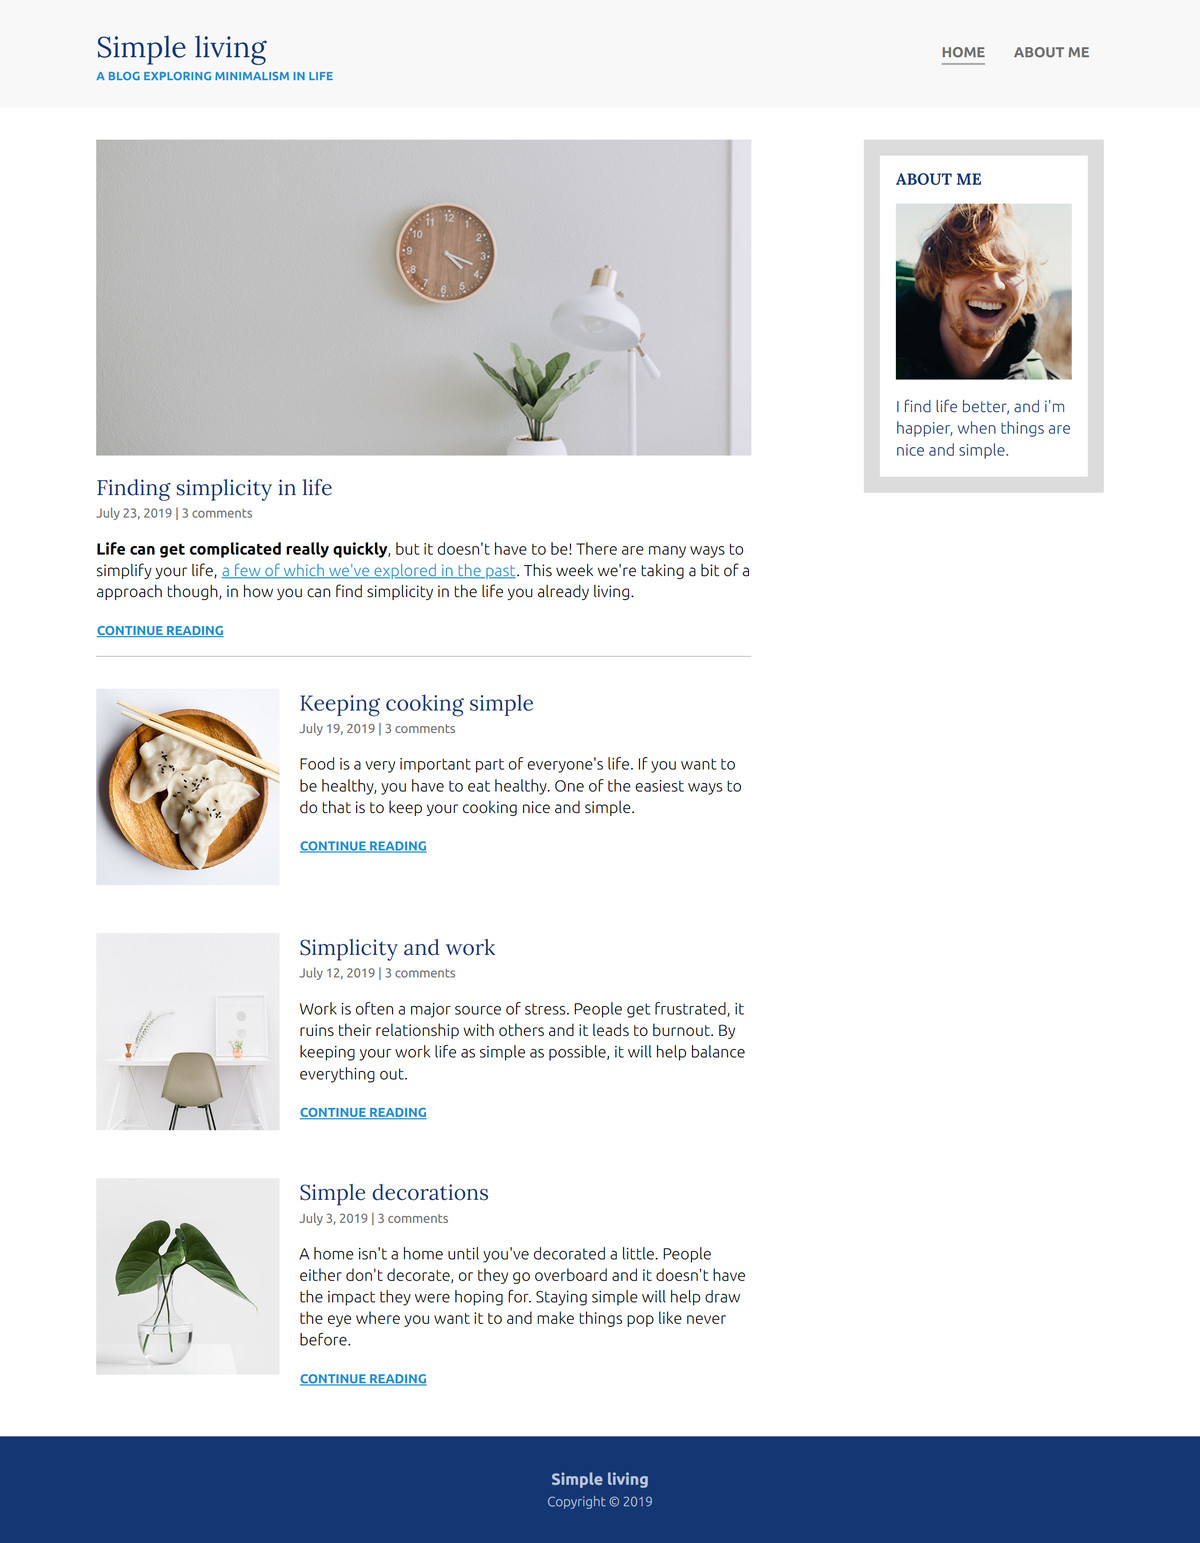 Simple living
A BLOG EXPLORING MINIMALISM IN LIFE
HOME ABOUT ME
12
1
2
3
4
5
6
7
8
9
10
11
Finding simplicity in life
July 23, 2019 | 3 comments
Life can get complicated really quickly, but it doesn't have to be! There are many ways to
simplify your life, a few of which we've explored in the past. This week we're taking a bit of a
approach though, in how you can find simplicity in the life you already living.
CONTINUE READING
Keeping cooking simple
July 19, 2019 | 3 comments
Food is a very important part of everyone's life. If you want to
be healthy, you have to eat healthy. One of the easiest ways to
do that is to keep your cooking nice and simple.
CONTINUE READING
Simplicity and work
July 12, 2019 | 3 comments
Work is often a major source of stress. People get frustrated, it
ruins their relationship with others and it leads to burnout. By
keeping your work life as simple as possible, it will help balance
everything out.
CONTINUE READING
Simple decorations
July 3, 2019 | 3 comments
A home isn't a home until you've decorated a little. People
either don't decorate, or they go overboard and it doesn't have
the impact they were hoping for. Staying simple will help draw
the eye where you want it to and make things pop like never
before.
CONTINUE READING
ABOUT ME
I find life better, and i'm
happier, when things are
nice and simple.
Simple living
Copyright © 2019